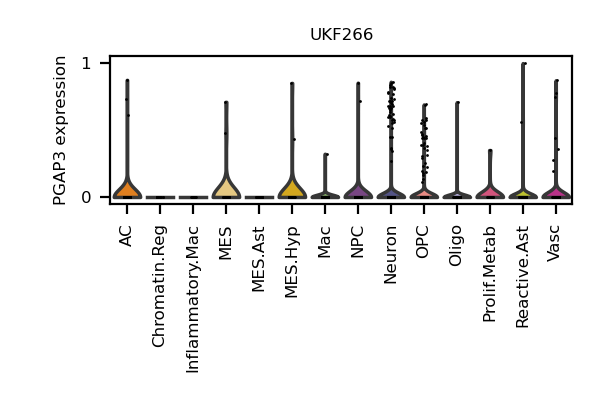 UKF266
PGAP3 expression
1
0
AC
Chromatin.Reg
Inflammatory.Mac
MES
MES.Ast
MES.Hyp
Mac
NPC
Neuron
OPC
Oligo
Prolif.Metab
Reactive.Ast
Vasc